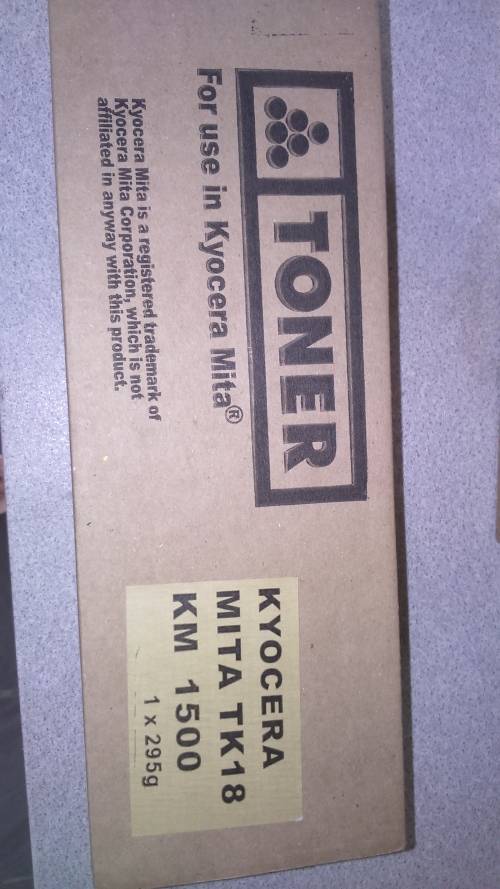 TONER
For use in Kyocera Mita®
Kyocera Mita is a registered trademark of
Kyocera Mita Corporation, which is not
affiliated in anyway with this product.
KYOCERA
MITA TK18
KM 1500
1 x 295g